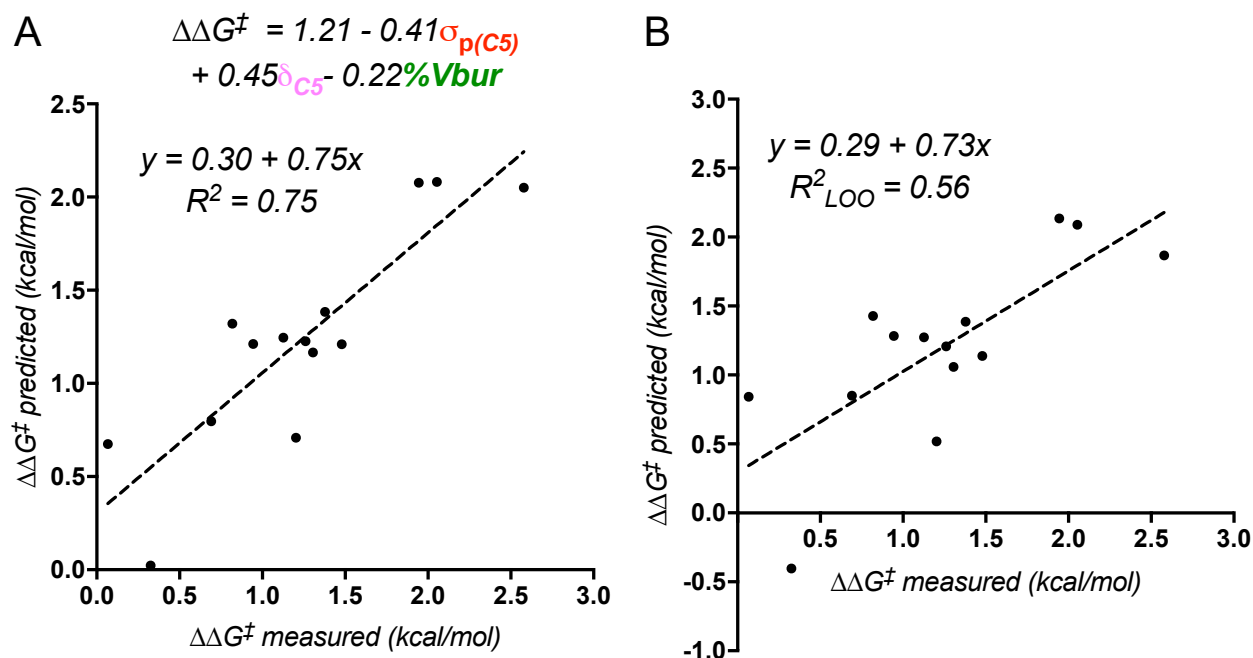 A
ΔΔG‡ = 1.21 - 0.41σp(C5)
+ 0.45δC5 - 0.22%Vbur
2.5
2.0
1.5
1.0
0.5
0.0
y = 0.30 + 0.75x
R2 = 0.75
ΔΔG‡ predicted (kcal/mol)
0.0 0.5 1.0 1.5 2.0 2.5 3.0
ΔΔG‡ measured (kcal/mol)
B
3.0
2.5
2.0
1.5
1.0
0.5
0.0
-0.5
-1.0
y = 0.29 + 0.73x
R2LOO = 0.56
ΔΔG‡ predicted (kcal/mol)
0.5 1.0 1.5 2.0 2.5 3.0
ΔΔG‡ measured (kcal/mol)